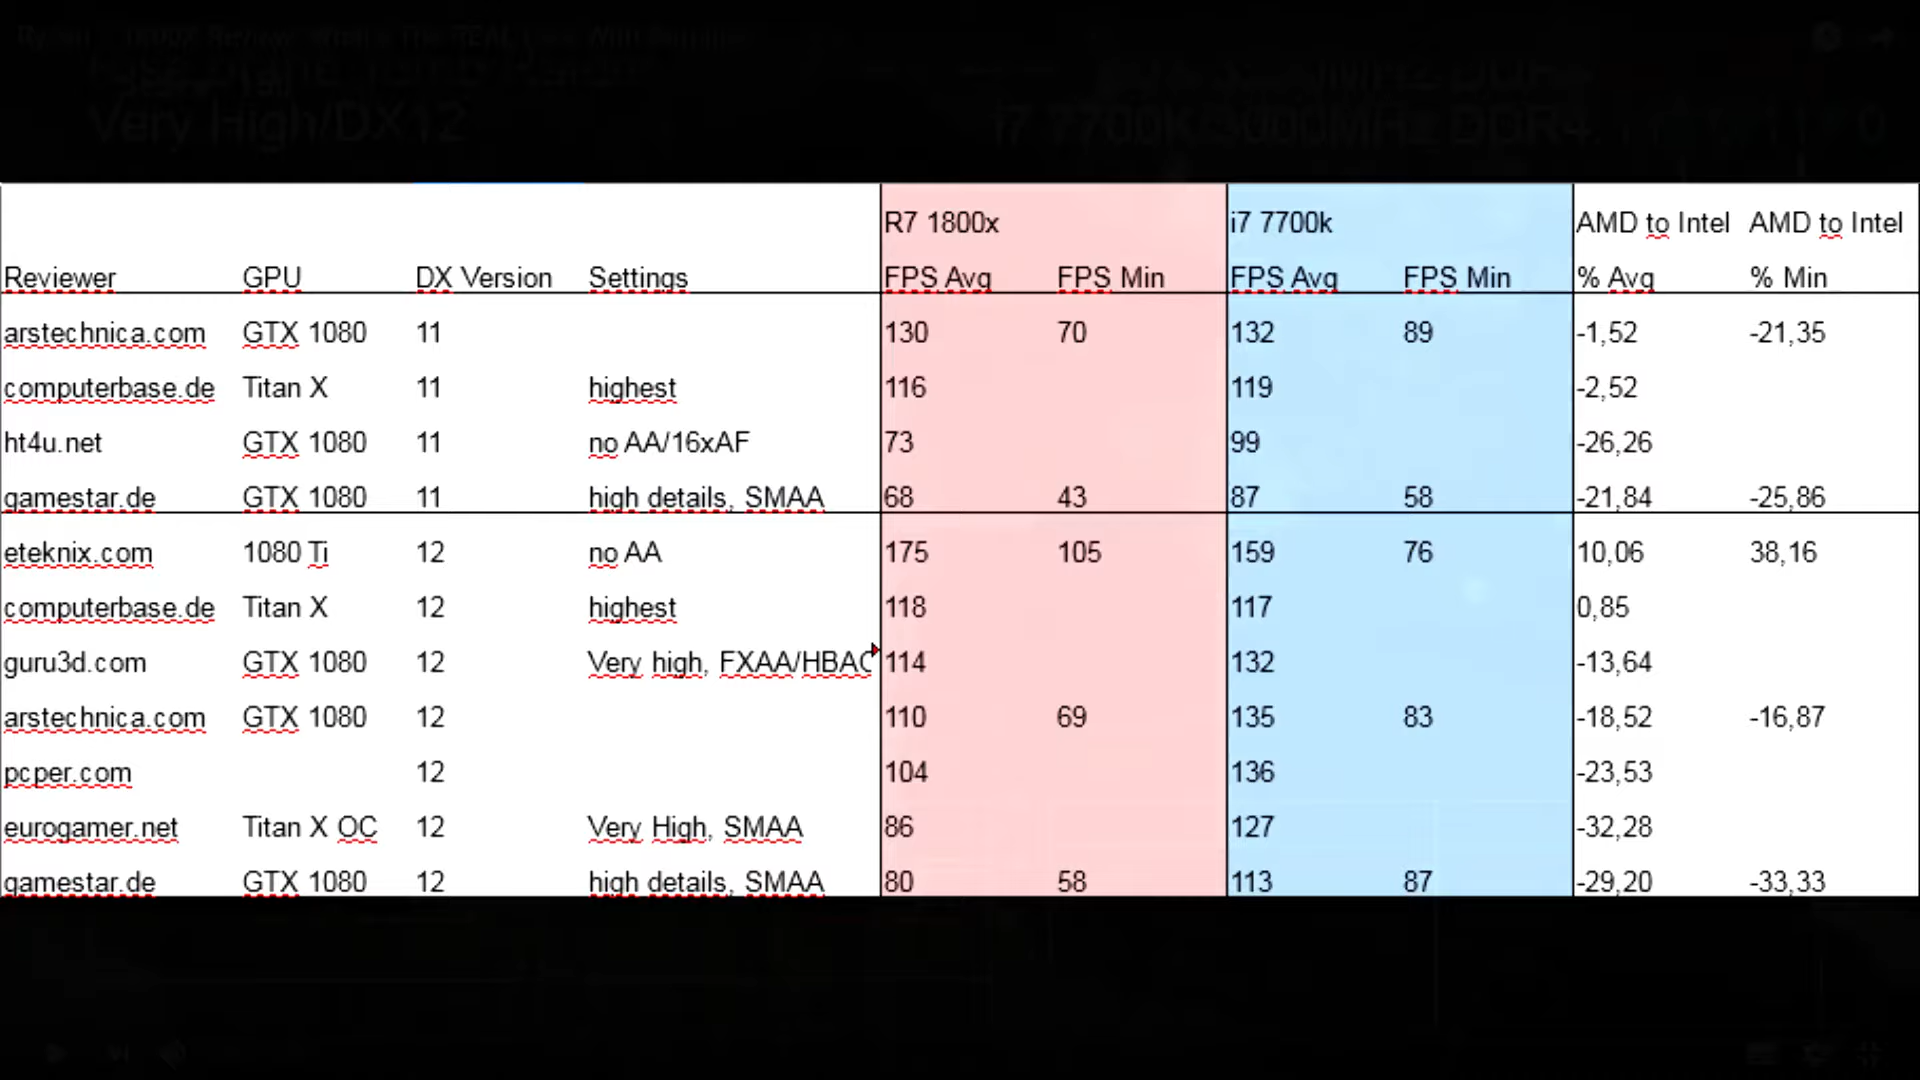 Very High/DX12
i7 7700K/3000MHz DDR4
R7 1800x i7 7700k AMD to Intel AMD to Intel
Reviewer GPU DX Version Settings FPS Avg FPS Min FPS Avg FPS Min % Avg % Min
arstechnica.com GTX 1080 11 130 70 132 89 -1,52 -21,35
computerbase.de Titan X 11 highest 116 119 -2,52
ht4u.net GTX 1080 11 no AA/16xAF 73 99 -26,26
gamestar.de GTX 1080 11 high details, SMAA 68 43 87 58 -21,84 -25,86
eteknix.com 1080 Ti 12 no AA 175 105 159 76 10,06 38,16
computerbase.de Titan X 12 highest 118 117 0,85
guru3d.com GTX 1080 12 Very high, FXAA/HBAO 114 132 -13,64
arstechnica.com GTX 1080 12 110 69 135 83 -18,52 -16,87
pcper.com 12 104 136 -23,53
eurogamer.net Titan X OC 12 Very High, SMAA 86 127 -32,28
gamestar.de GTX 1080 12 high details, SMAA 80 58 113 87 -29,20 -33,33